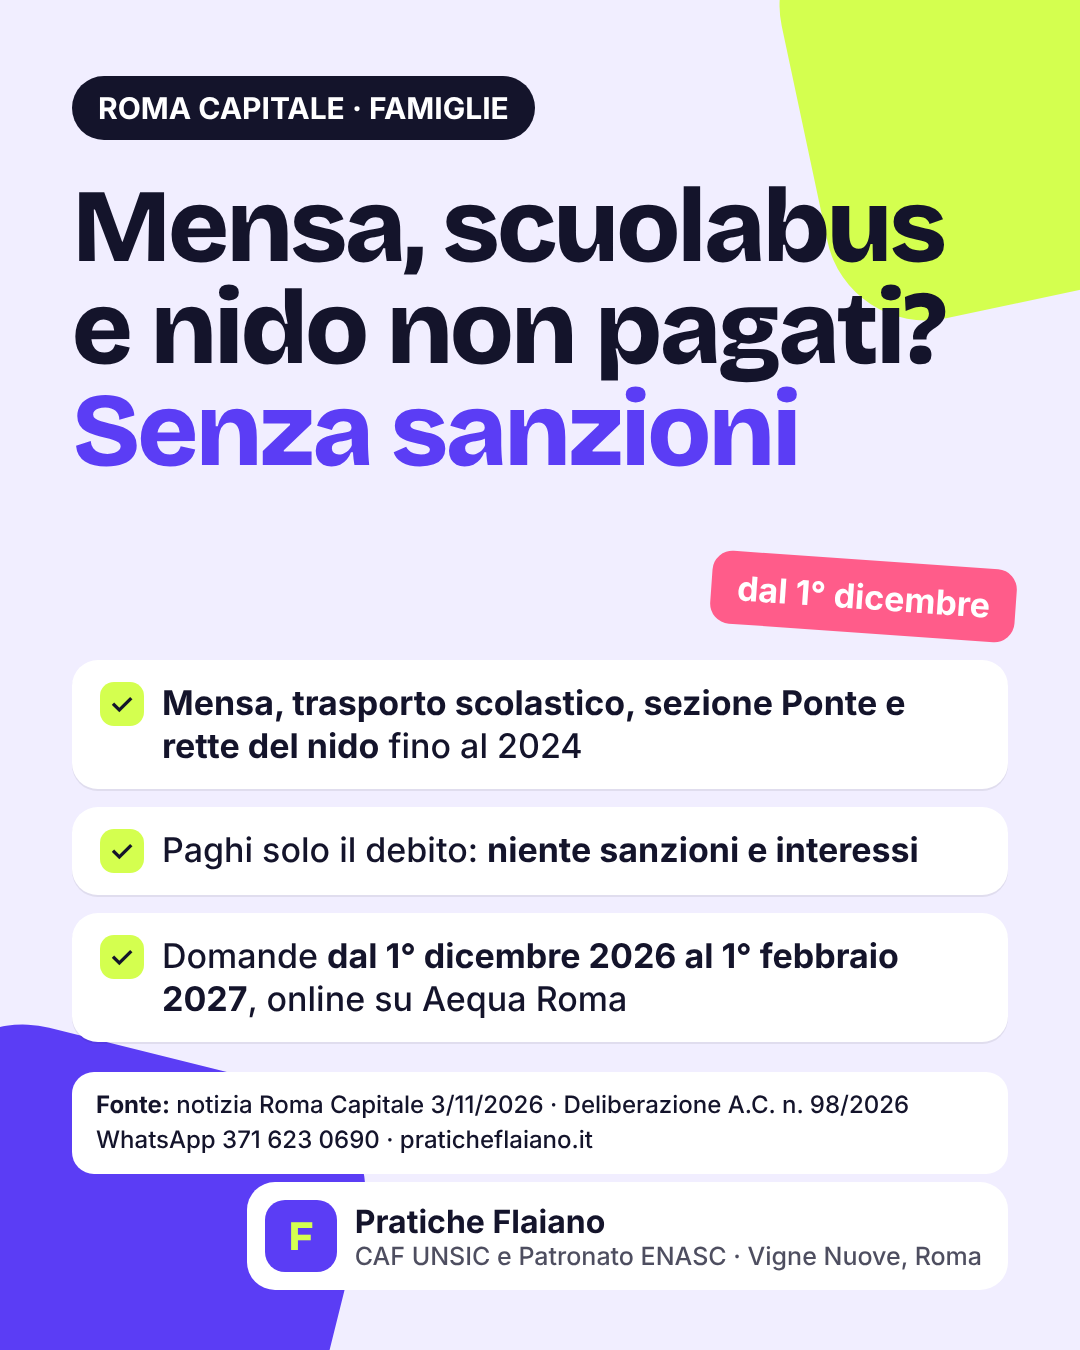 ROMA CAPITALE · FAMIGLIE
Mensa, scuolabus
e nido non pagati?
Senza sanzioni
dal 1° dicembre
Mensa, trasporto scolastico, sezione Ponte e
rette del nido fino al 2024
Paghi solo il debito: niente sanzioni e interessi
Domande dal 1° dicembre 2026 al 1° febbraio
2027, online su Aequa Roma
Fonte: notizia Roma Capitale 3/11/2026 · Deliberazione A.C. n. 98/2026
WhatsApp 371 623 0690 · praticheflaiano.it
F
Pratiche Flaiano
CAF UNSIC e Patronato ENASC · Vigne Nuove, Roma